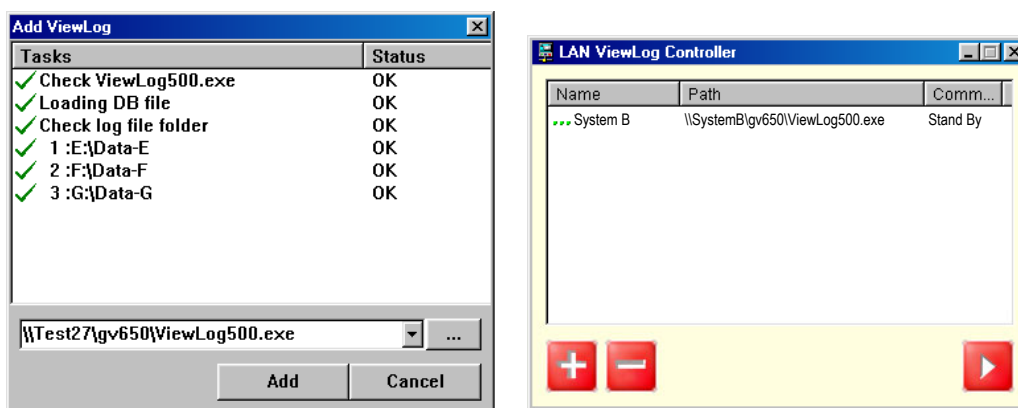 Add ViewLog
Tasks Status
Check ViewLog500.exe OK
Loading DB file OK
Check log file folder OK
1 :E:\Data-E OK
2 :F:\Data-F OK
3 :G:\Data-G OK
\\Test27\gv650\ViewLog500.exe ...
Add Cancel
LAN ViewLog Controller
Name Path Comm...
System B \\SystemB\gv650\ViewLog500.exe Stand By